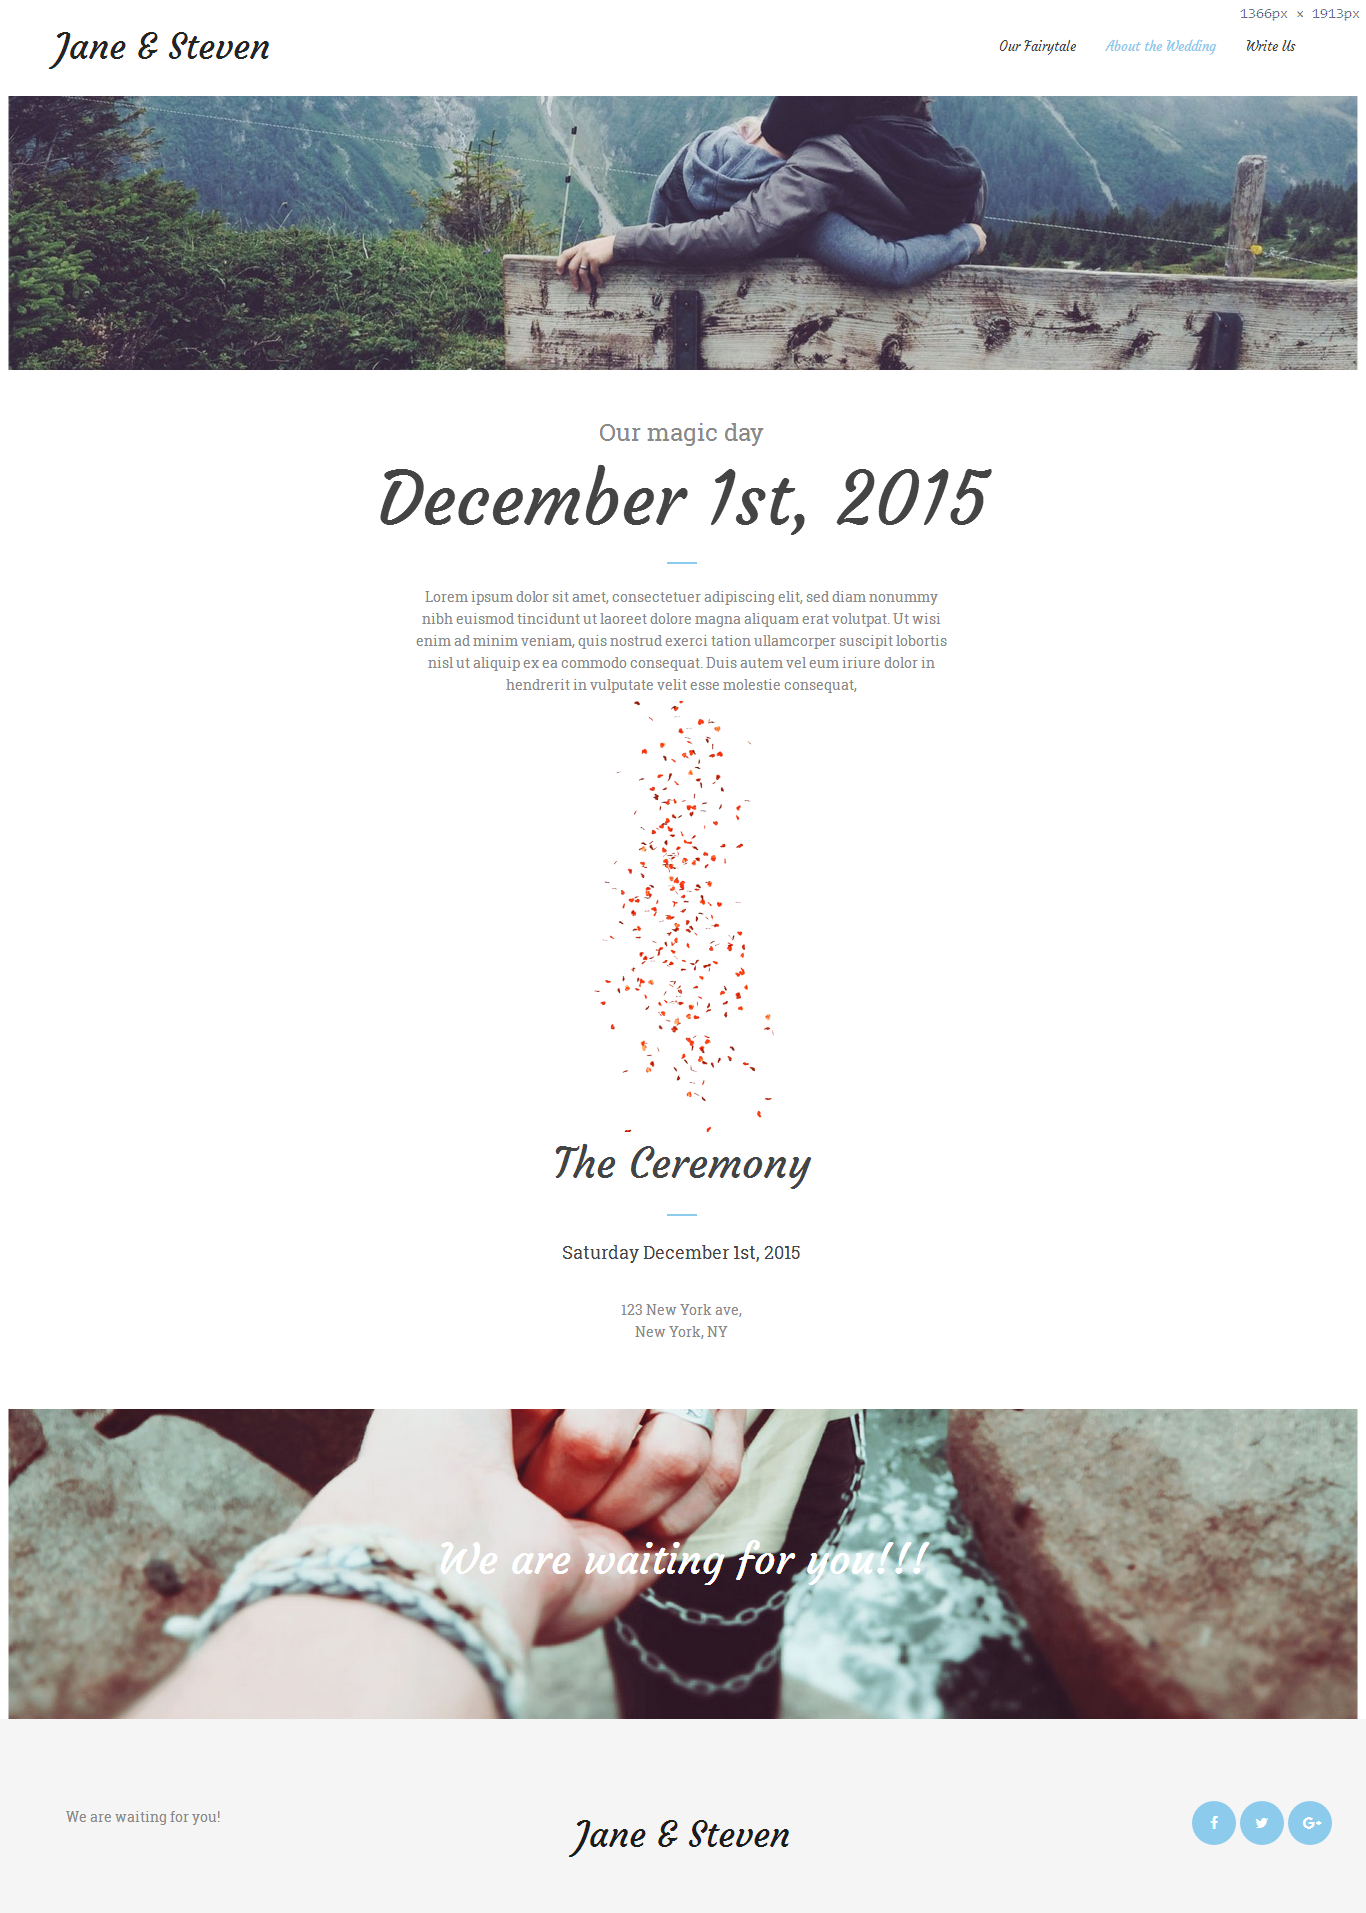 1366px × 1913px
Jane & Steven
Our Fairytale
About the Wedding
Write Us
Our magic day
December 1st, 2015
Lorem ipsum dolor sit amet, consectetuer adipiscing elit, sed diam nonummy
nibh euismod tincidunt ut laoreet dolore magna aliquam erat volutpat. Ut wisi
enim ad minim veniam, quis nostrud exerci tation ullamcorper suscipit lobortis
nisl ut aliquip ex ea commodo consequat. Duis autem vel eum iriure dolor in
hendrerit in vulputate velit esse molestie consequat,
The Ceremony
Saturday December 1st, 2015
123 New York ave,
New York, NY
We are waiting for you!!!
We are waiting for you!
Jane & Steven